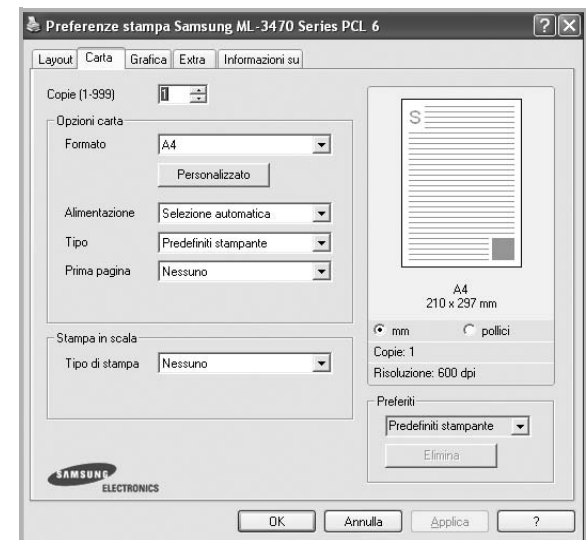 Preferenze stampa Samsung ML-3470 Series PCL 6
Layout Carta Grafica Extra Informazioni su
Copie (1-999) 1
Opzioni carta
Formato A4
Personalizzato
Alimentazione Selezione automatica
Tipo Predefiniti stampante
Prima pagina Nessuno
Stampa in scala
Tipo di stampa Nessuno
S
A4
210 x 297 mm
mm pollici
Copie: 1
Risoluzione: 600 dpi
Preferiti
Predefiniti stampante
Elimina
SAMSUNG
ELECTRONICS
OK Annulla Applica ?